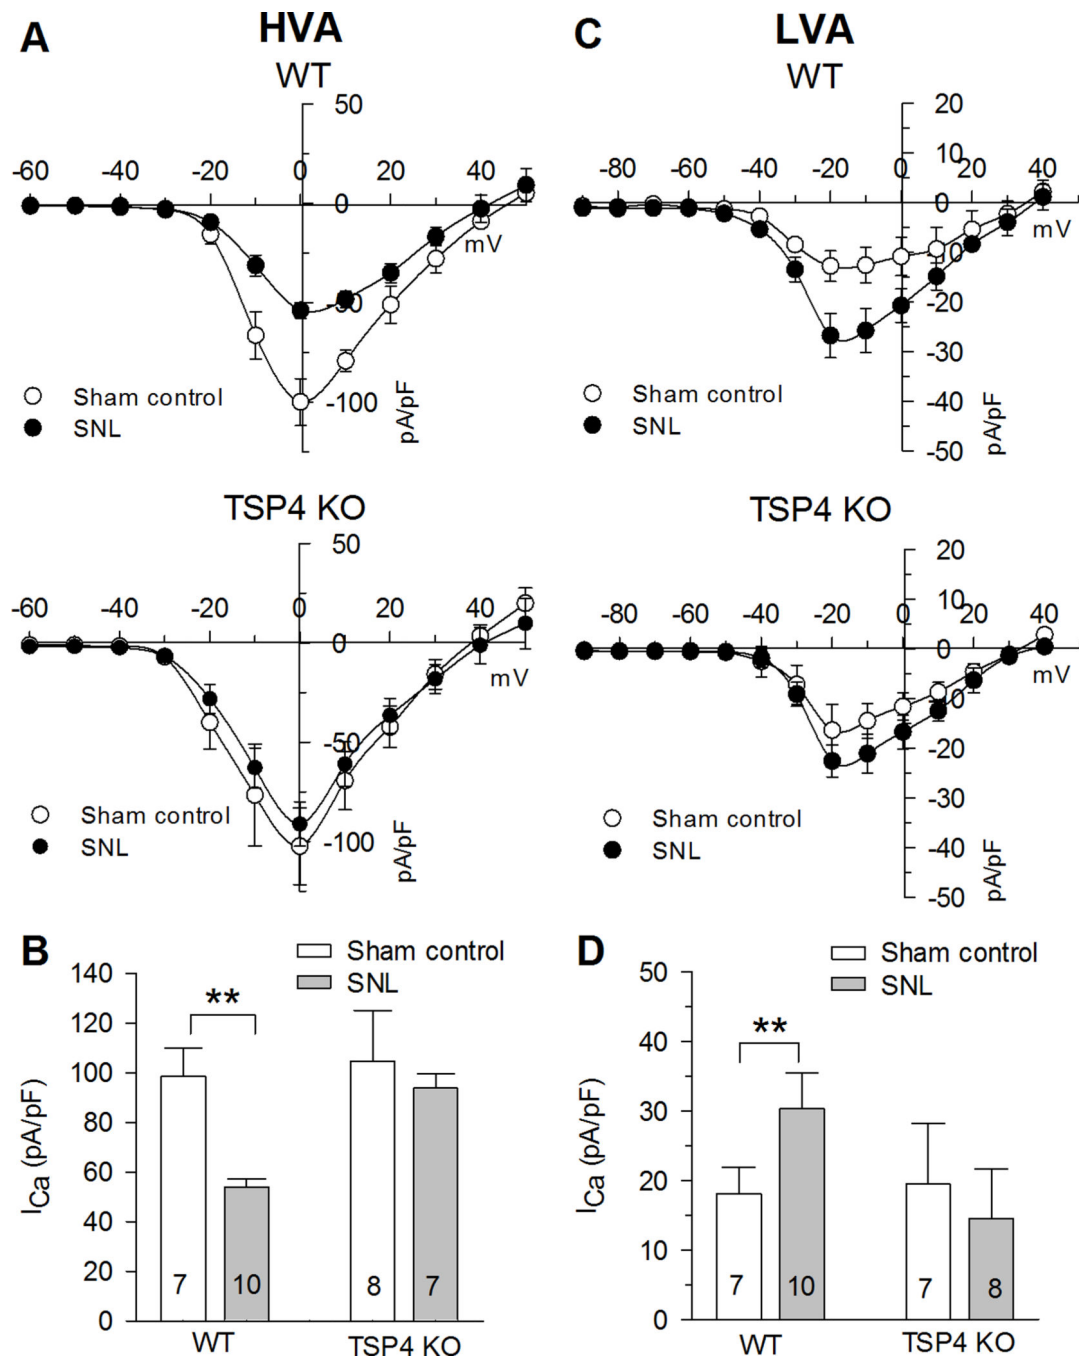 A
HVA
WT
50
-60 -40 -20 0 20 40
mV
-50
-100
pA/pF
Sham control
SNL
TSP4 KO
50
-60 -40 -20 0 20 40
mV
-50
-100
pA/pF
Sham control
SNL
B
Sham control
SNL
140
120
100
80
60
40
20
0
I Ca (pA/pF)
**
7 10 8 7
WT TSP4 KO
C
LVA
WT
20
10
-80 -60 -40 -20 0 20 40
mV
-10
-20
-30
-40
-50
pA/pF
Sham control
SNL
TSP4 KO
20
10
-80 -60 -40 -20 0 20 40
mV
-10
-20
-30
-40
-50
pA/pF
Sham control
SNL
D
Sham control
SNL
50
40
30
20
10
0
I Ca (pA/pF)
**
7 10 7 8
WT TSP4 KO